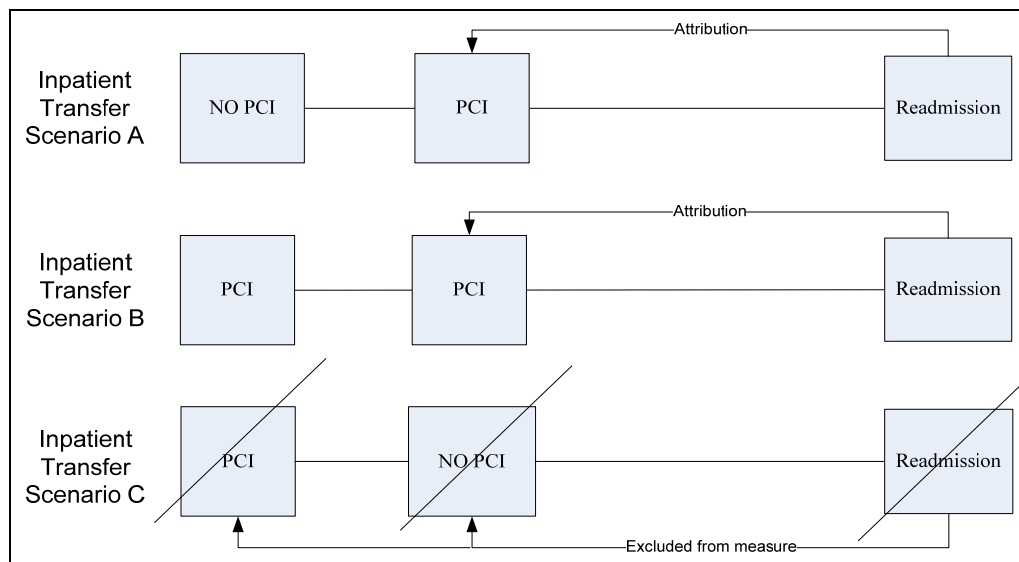 Attribution
Inpatient
Transfer
Scenario A
NO PCI
PCI
Readmission
Attribution
Inpatient
Transfer
Scenario B
PCI
PCI
Readmission
Inpatient
Transfer
Scenario C
PCI
NO PCI
Readmission
Excluded from measure